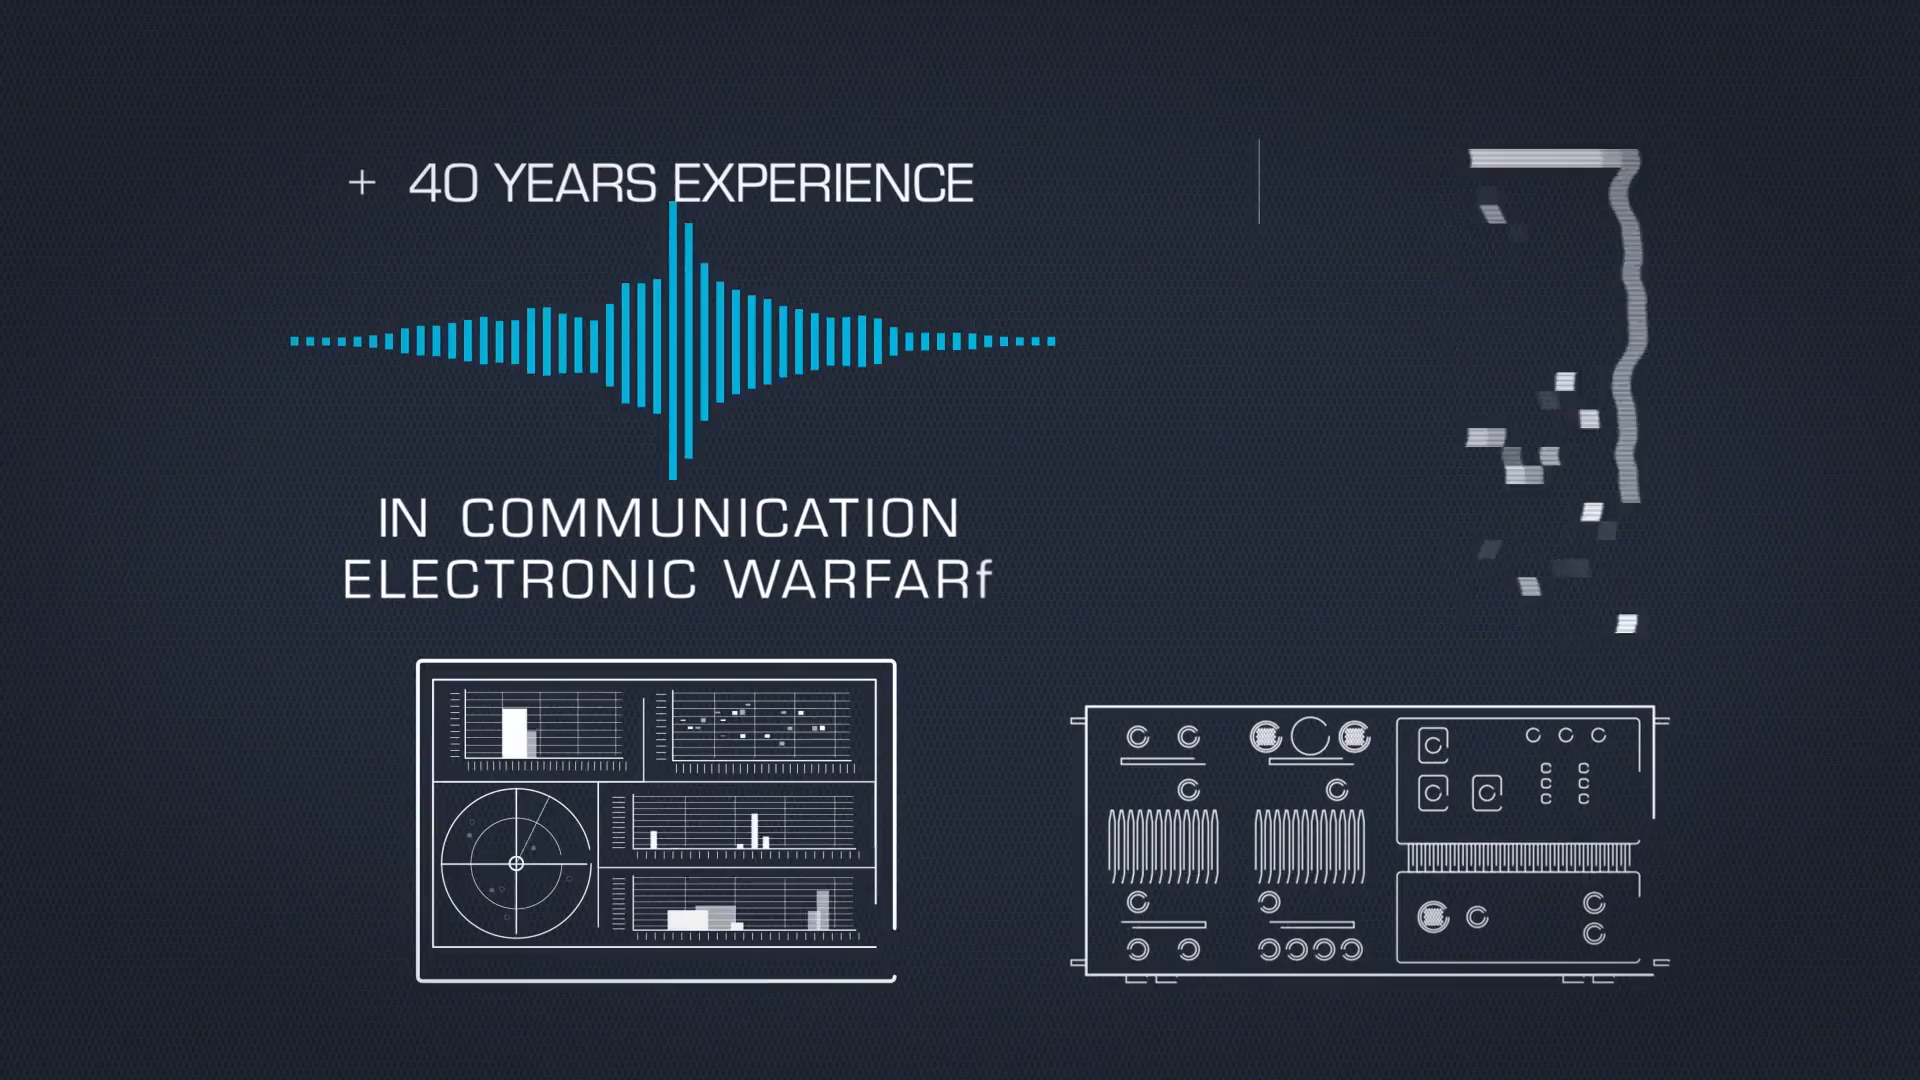 + 40 YEARS EXPERIENCE
IN COMMUNICATION
ELECTRONIC WARFARf